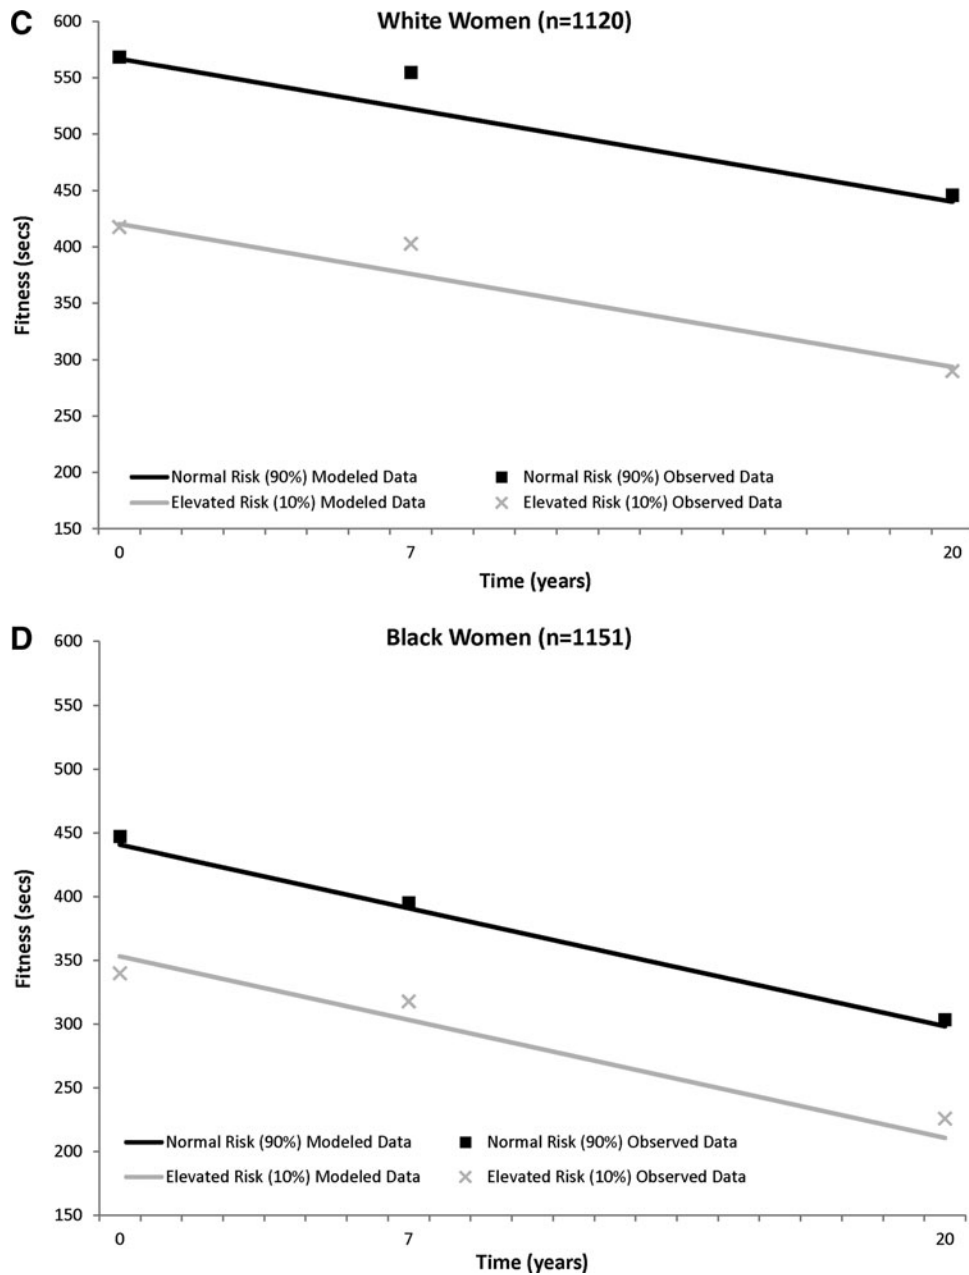 C
White Women (n=1120)
600
550
500
450
400
350
300
250
200
150
Fitness (secs)
Normal Risk (90%) Modeled Data
Normal Risk (90%) Observed Data
Elevated Risk (10%) Modeled Data
Elevated Risk (10%) Observed Data
0 7 20
Time (years)
D
Black Women (n=1151)
600
550
500
450
400
350
300
250
200
150
Fitness (secs)
Normal Risk (90%) Modeled Data
Normal Risk (90%) Observed Data
Elevated Risk (10%) Modeled Data
Elevated Risk (10%) Observed Data
0 7 20
Time (years)